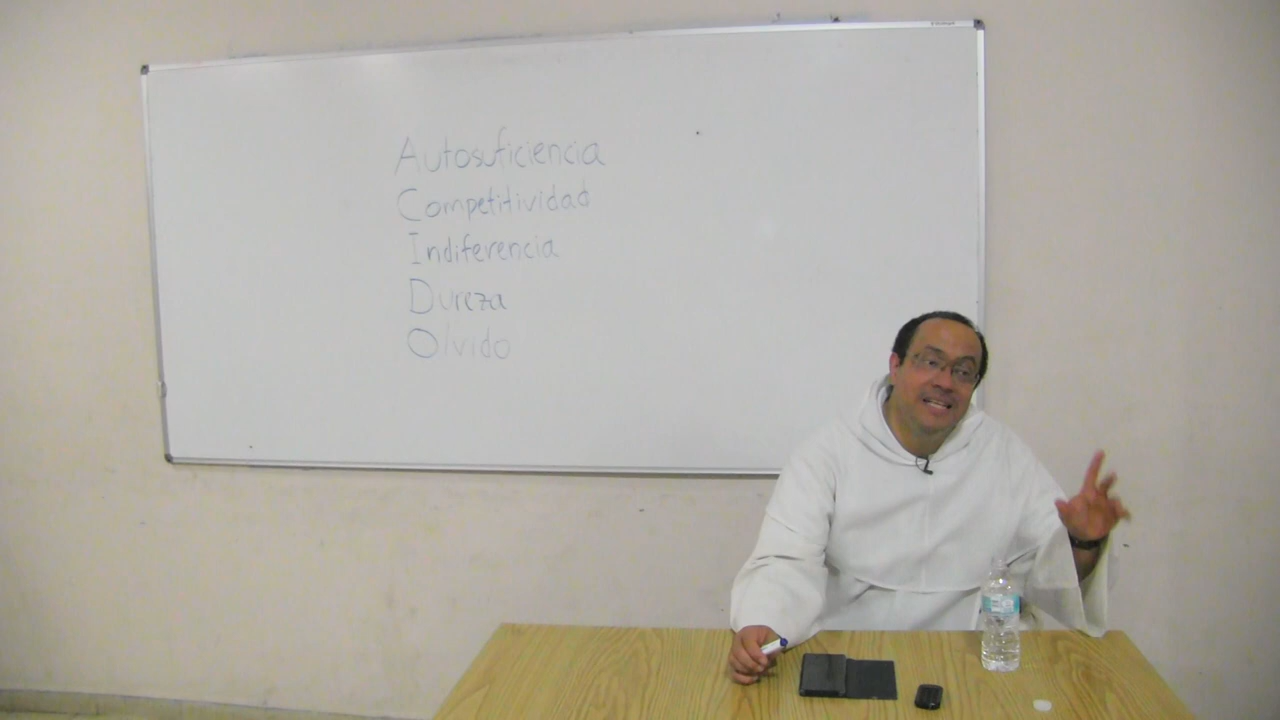 Autosuficiencia
Competitividad
Indiferencia
Dureza
Olvido